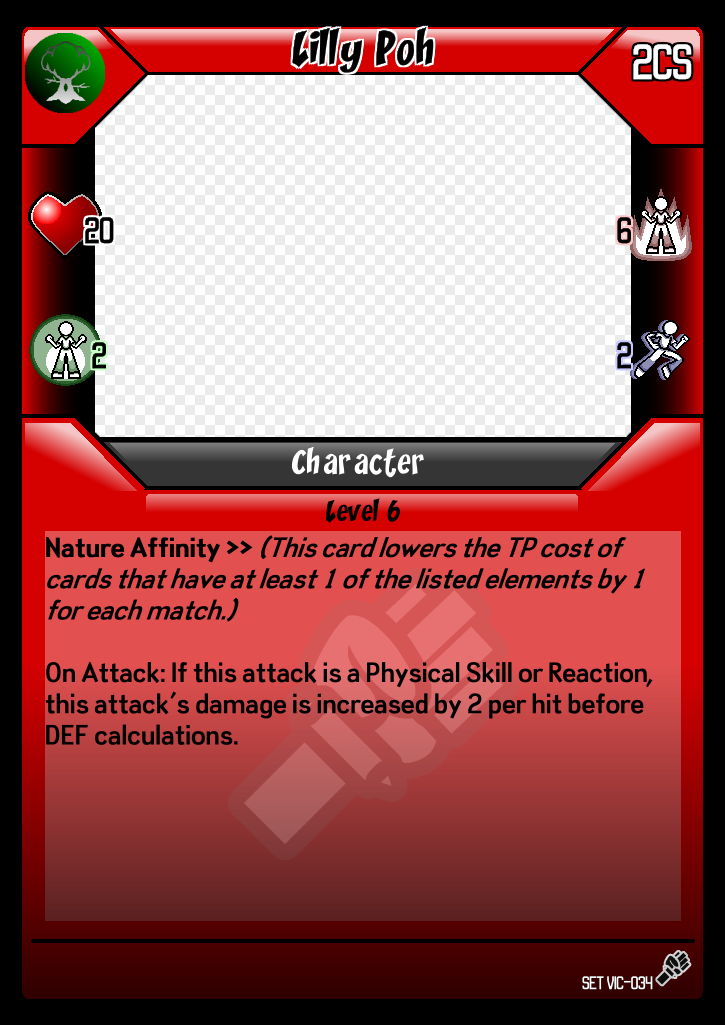 Lilly Poh
2CS
20
6
2
2
Character
Level 6
Nature Affinity >> (This card lowers the TP cost of
cards that have at least 1 of the listed elements by 1
for each match.)
On Attack: If this attack is a Physical Skill or Reaction,
this attack's damage is increased by 2 per hit before
DEF calculations.
SET VIC-034